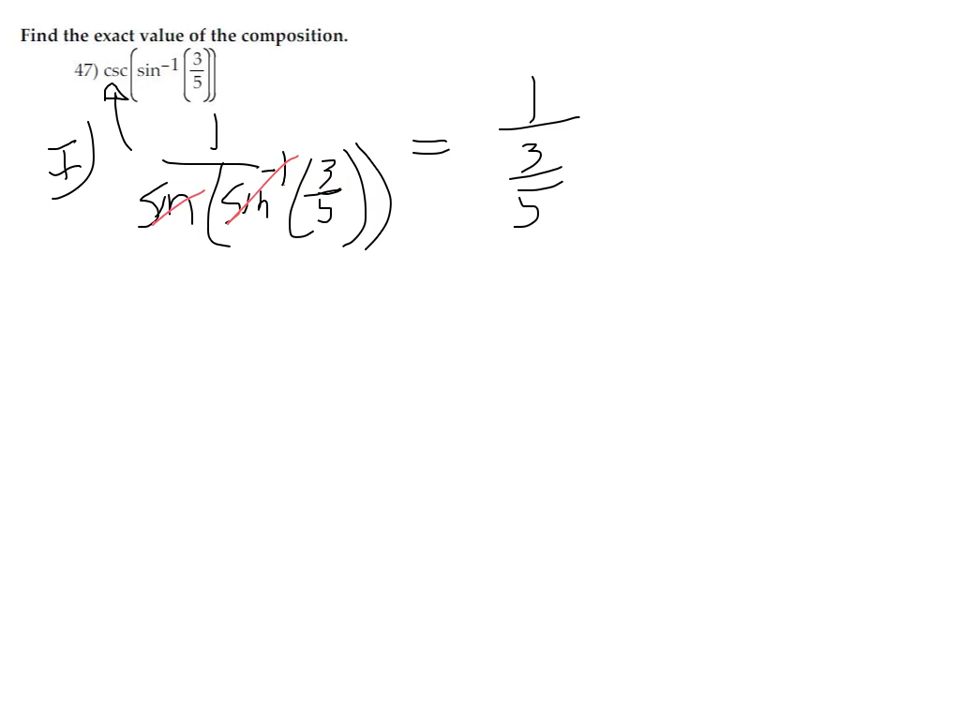 Find the exact value of the composition.
47) csc(sin⁻¹(3/5))
I) 1/(sin(sin⁻¹(3/5))) = 1/(3/5)